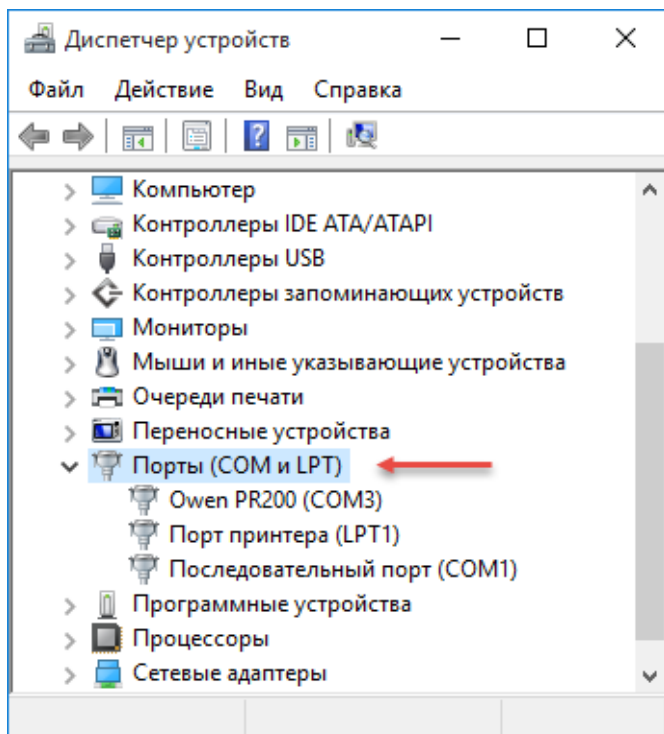 Диспетчер устройств
Файл Действие Вид Справка
Компьютер
Контроллеры IDE ATA/ATAPI
Контроллеры USB
Контроллеры запоминающих устройств
Мониторы
Мыши и иные указывающие устройства
Очереди печати
Переносные устройства
Порты (COM и LPT)
Owen PR200 (COM3)
Порт принтера (LPT1)
Последовательный порт (COM1)
Программные устройства
Процессоры
Сетевые адаптеры